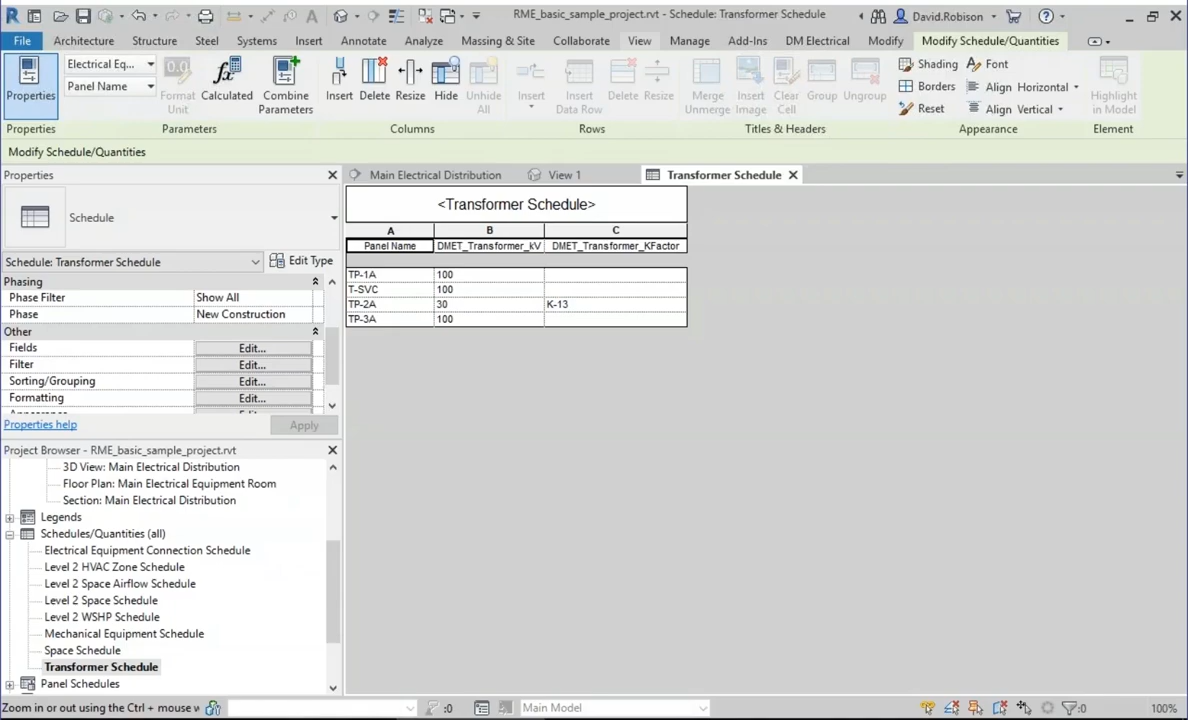 RME_basic_sample_project.rvt - Schedule: Transformer Schedule
David.Robison
File Architecture Structure Steel Systems Insert Annotate Analyze Massing & Site Collaborate View Manage Add-Ins DM Electrical Modify Modify Schedule/Quantities
Properties
Electrical Eq...
Panel Name
Format Unit
Calculated
Combine Parameters
Insert Delete Resize Hide Unhide All
Insert
Insert Data Row
Delete Resize
Merge Unmerge
Insert Image
Clear Cell
Group Ungroup
Shading
Borders
Reset
Font
Align Horizontal
Align Vertical
Highlight in Model
Properties Parameters Columns Rows Titles & Headers Appearance Element
Modify Schedule/Quantities
Properties
Schedule
Schedule: Transformer Schedule Edit Type
Phasing
Phase Filter Show All
Phase New Construction
Other
Fields Edit...
Filter Edit...
Sorting/Grouping Edit...
Formatting Edit...
Properties help Apply
Project Browser - RME_basic_sample_project.rvt
3D View: Main Electrical Distribution
Floor Plan: Main Electrical Equipment Room
Section: Main Electrical Distribution
Legends
Schedules/Quantities (all)
Electrical Equipment Connection Schedule
Level 2 HVAC Zone Schedule
Level 2 Space Airflow Schedule
Level 2 Space Schedule
Level 2 WSHP Schedule
Mechanical Equipment Schedule
Space Schedule
Transformer Schedule
Panel Schedules
Main Electrical Distribution View 1 Transformer Schedule
<Transformer Schedule>
A B C
Panel Name DMET_Transformer_kV DMET_Transformer_KFactor
TP-1A 100
T-SVC 100
TP-2A 30 K-13
TP-3A 100
Zoom in or out using the Ctrl + mouse w :0 Main Model :0 100%